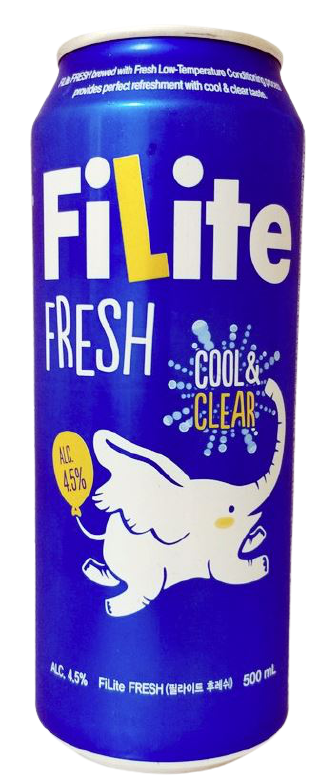 FiLite FRESH brewed with Fresh Low-Temperature Conditioning process
provides perfect refreshment with cool & clear taste.
FiLite
FRESH
COOL &
CLEAR
ALC.
4.5%
ALC. 4.5% FiLite FRESH (필라이트 후레쉬) 500 mL